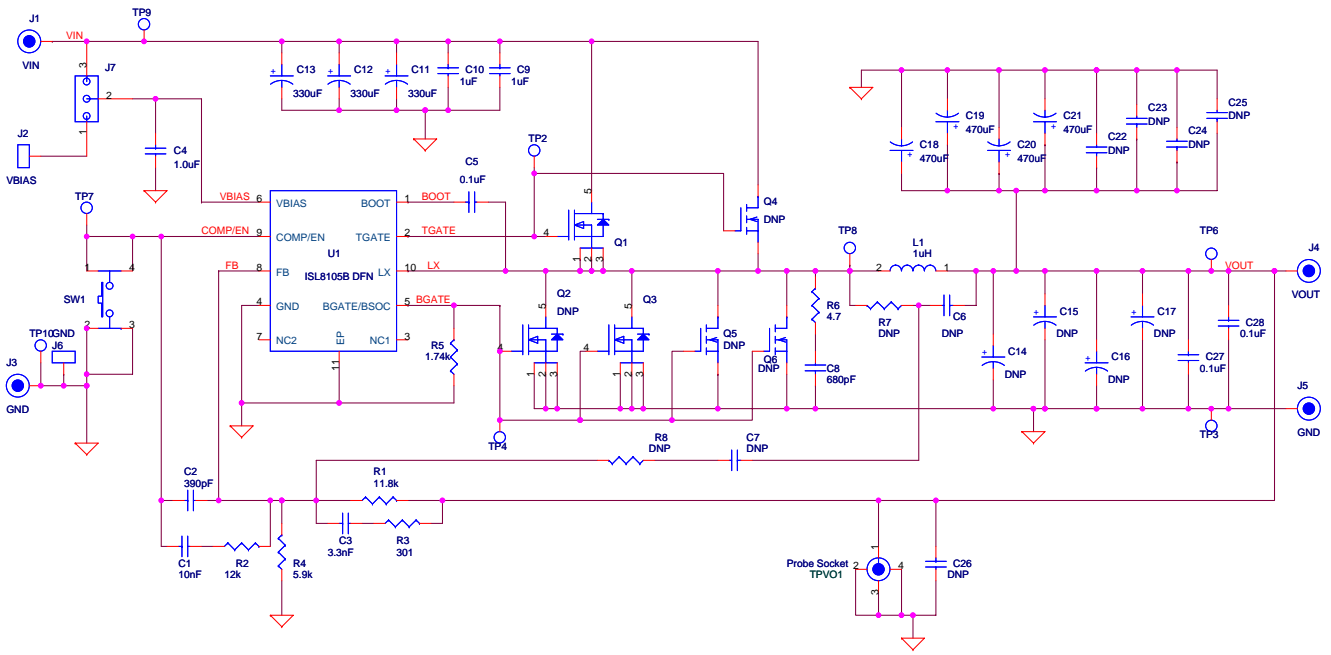 J1
VIN
TP9
VIN
3
J7
2
1
J2
VBIAS
C4
1.0uF
C13
330uF
C12
330uF
C11
330uF
C10
1uF
C9
1uF
TP2
C5
0.1uF
TP7
VBIAS 6
COMP/EN 9
FB 8
4
7
VBIAS
COMP/EN
FB
GND
NC2
U1
ISL8105B DFN
BOOT
TGATE
LX
BGATE/BSOC
NC1
EP
11
1 BOOT
2 TGATE
10 LX
5 BGATE
3
R5
1.74k
1
4
SW1
2
3
TP10
GND
J6
J3
GND
5
4
Q1
1
2
3
Q4
DNP
Q2
DNP
5
4
1
2
3
Q3
5
4
1
2
3
Q5
DNP
Q6
DNP
TP4
R6
4.7
C8
680pF
TP8
L1
1uH
2
1
R7
DNP
C6
DNP
C18
470uF
C19
470uF
C20
470uF
C21
470uF
C22
DNP
C23
DNP
C24
DNP
C25
DNP
TP6
VOUT
J4
VOUT
C14
DNP
C15
DNP
C16
DNP
C17
DNP
C27
0.1uF
C28
0.1uF
TP3
J5
GND
R8
DNP
C7
DNP
C2
390pF
R1
11.8k
C3
3.3nF
R3
301
C1
10nF
R2
12k
R4
5.9k
Probe Socket
TPVO1
1
2
4
3
C26
DNP